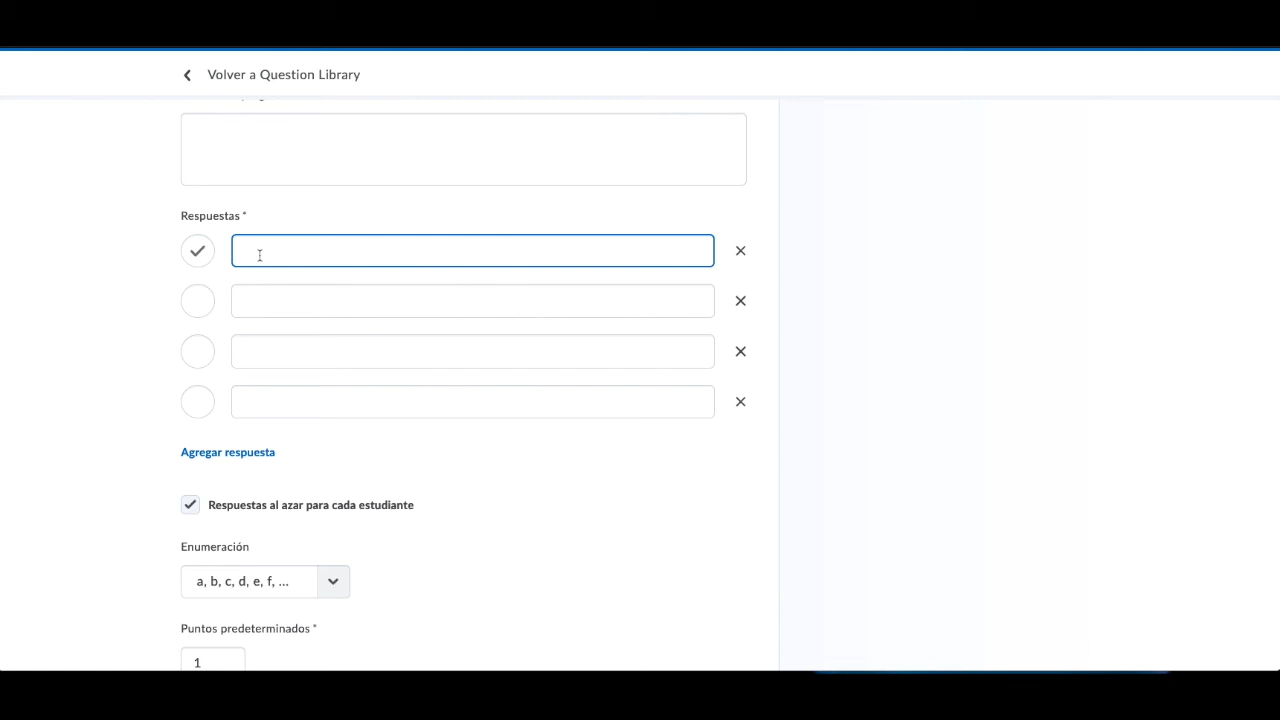 Volver a Question Library
Respuestas *
Agregar respuesta
Respuestas al azar para cada estudiante
Enumeración
a, b, c, d, e, f, ...
Puntos predeterminados *
1